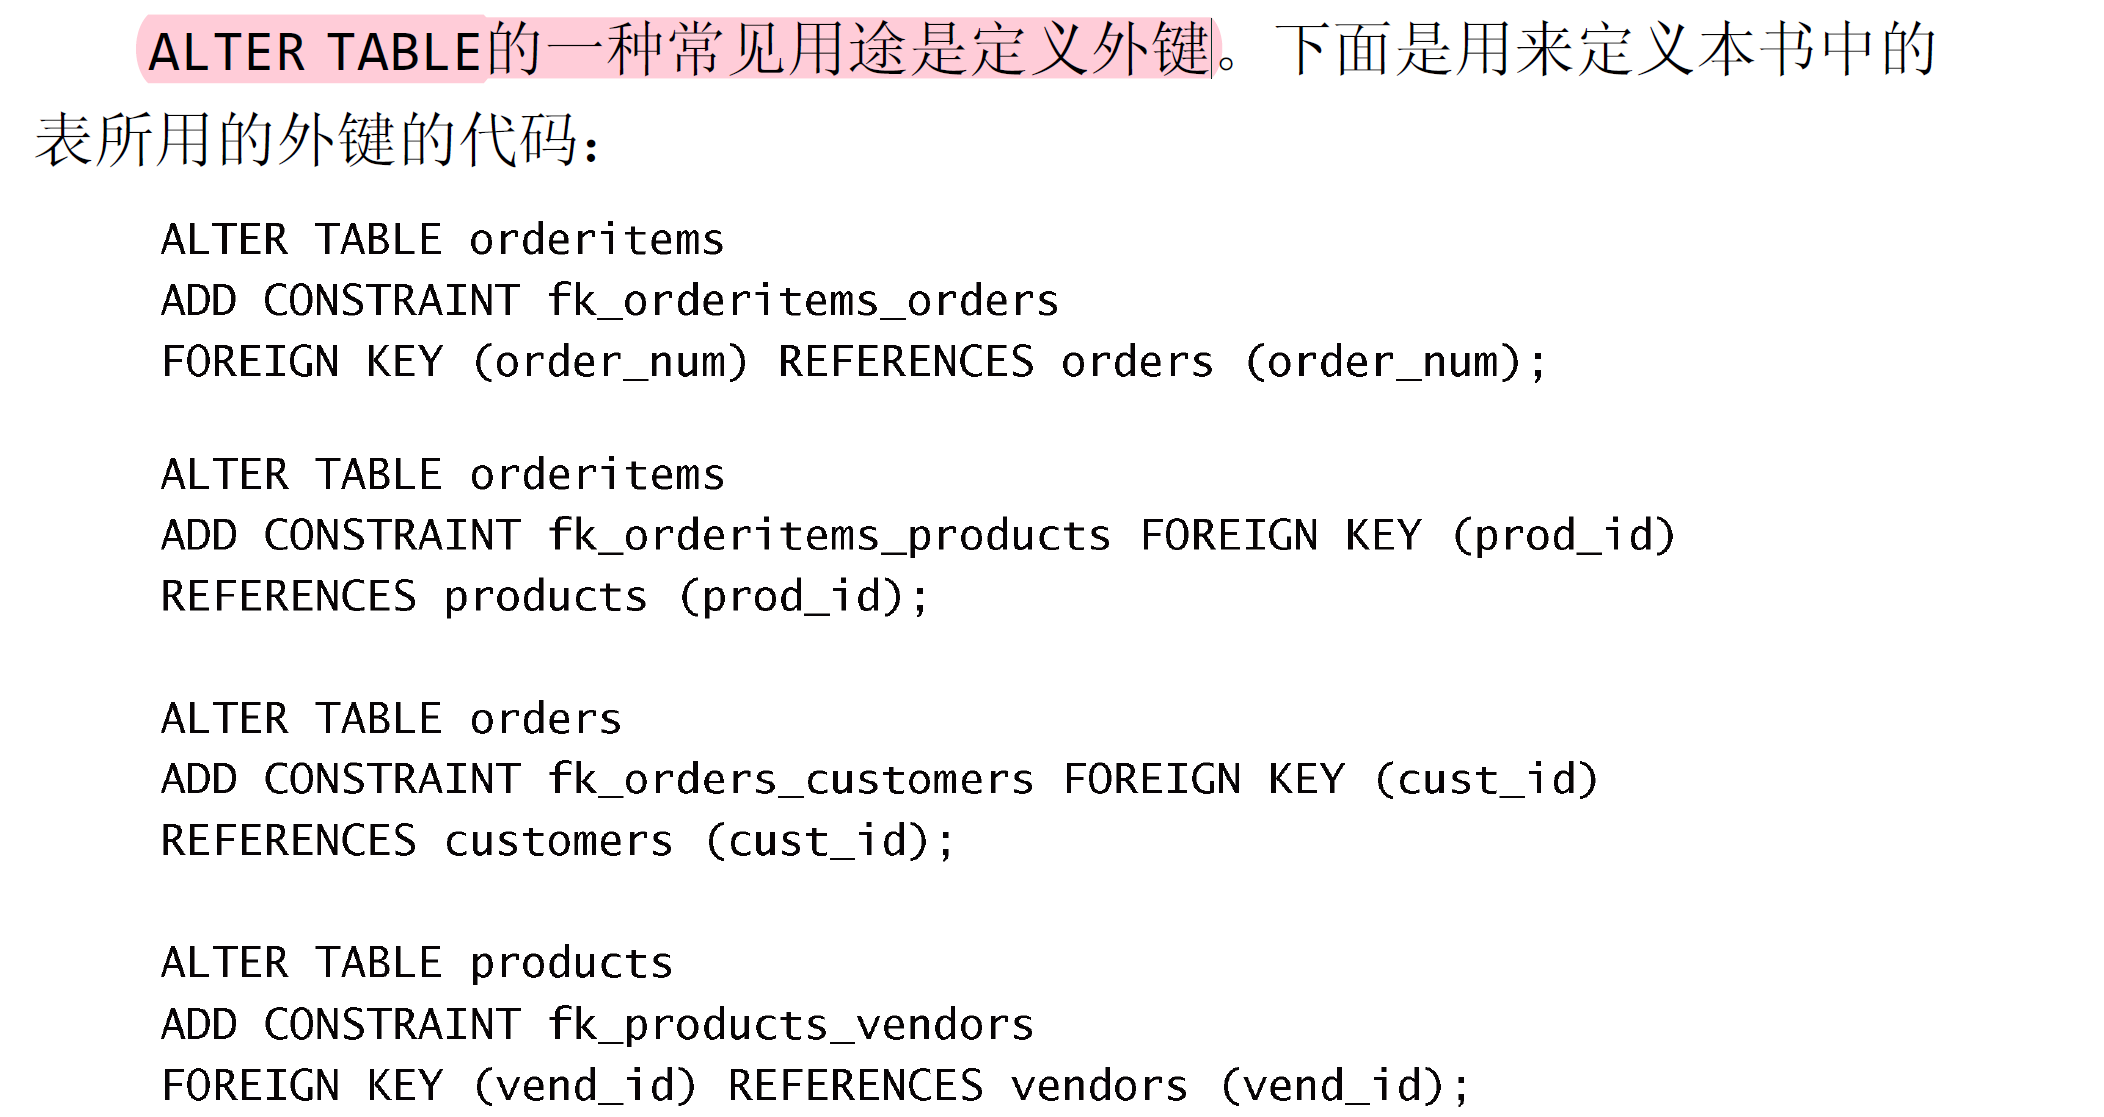 ALTER TABLE的一种常见用途是定义外键。下面是用来定义本书中的
表所用的外键的代码：
ALTER TABLE orderitems
ADD CONSTRAINT fk_orderitems_orders
FOREIGN KEY (order_num) REFERENCES orders (order_num);
ALTER TABLE orderitems
ADD CONSTRAINT fk_orderitems_products FOREIGN KEY (prod_id)
REFERENCES products (prod_id);
ALTER TABLE orders
ADD CONSTRAINT fk_orders_customers FOREIGN KEY (cust_id)
REFERENCES customers (cust_id);
ALTER TABLE products
ADD CONSTRAINT fk_products_vendors
FOREIGN KEY (vend_id) REFERENCES vendors (vend_id);